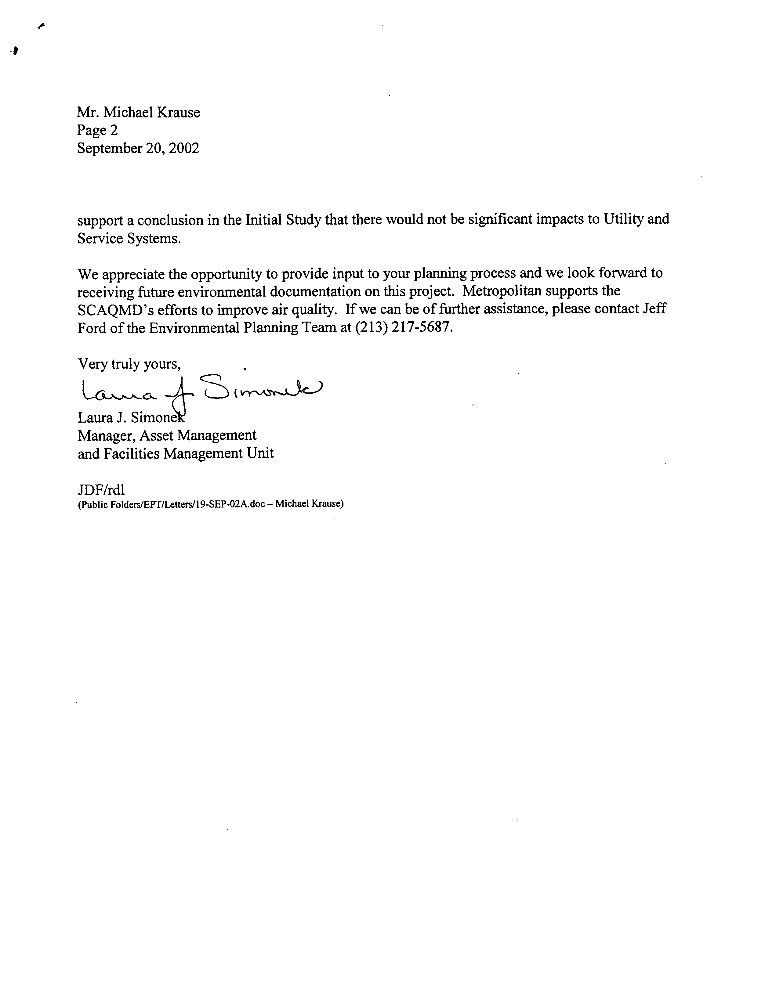 Mr. Michael Krause
Page 2
September 20, 2002
support a conclusion in the Initial Study that there would not be significant impacts to Utility and
Service Systems.
We appreciate the opportunity to provide input to your planning process and we look forward to
receiving future environmental documentation on this project.  Metropolitan supports the
SCAQMD's efforts to improve air quality.  If we can be of further assistance, please contact Jeff
Ford of the Environmental Planning Team at (213) 217-5687.
Very truly yours,
Laura J Simonek
Laura J. Simonek
Manager, Asset Management
and Facilities Management Unit
JDF/rdl
(Public Folders/EPT/Letters/19-SEP-02A.doc – Michael Krause)